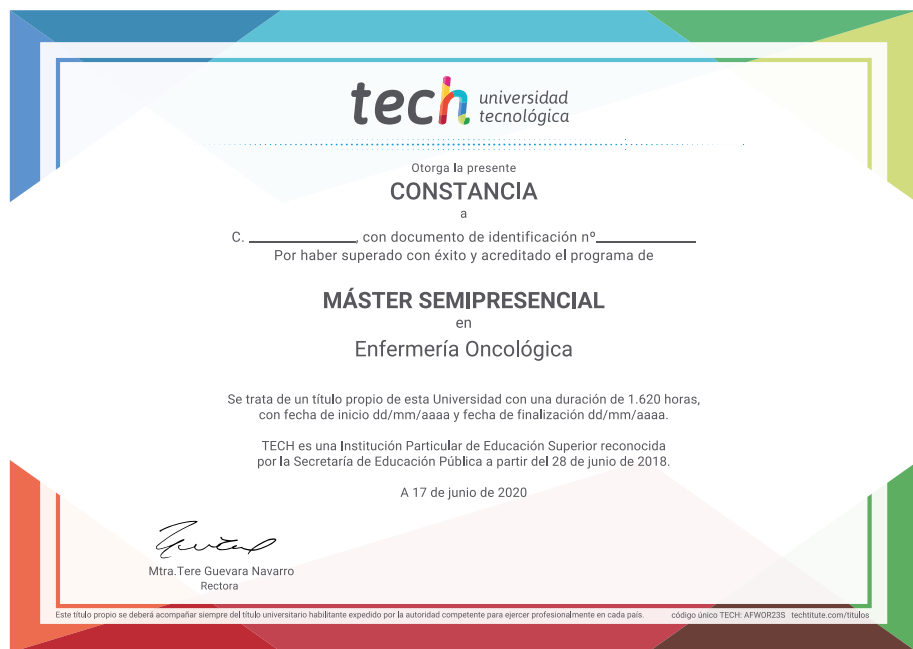 tech universidad
tecnológica
Otorga la presente
CONSTANCIA
a
C. ____________, con documento de identificación nº____________
Por haber superado con éxito y acreditado el programa de
MÁSTER SEMIPRESENCIAL
en
Enfermería Oncológica
Se trata de un título propio de esta Universidad con una duración de 1.620 horas,
con fecha de inicio dd/mm/aaaa y fecha de finalización dd/mm/aaaa.
TECH es una Institución Particular de Educación Superior reconocida
por la Secretaría de Educación Pública a partir del 28 de junio de 2018.
A 17 de junio de 2020
Mtra.Tere Guevara Navarro
Rectora
Este título propio se deberá acompañar siempre del título universitario habilitante expedido por la autoridad competente para ejercer profesionalmente en cada país. código único TECH: AFWOR23S techtitute.com/titulos